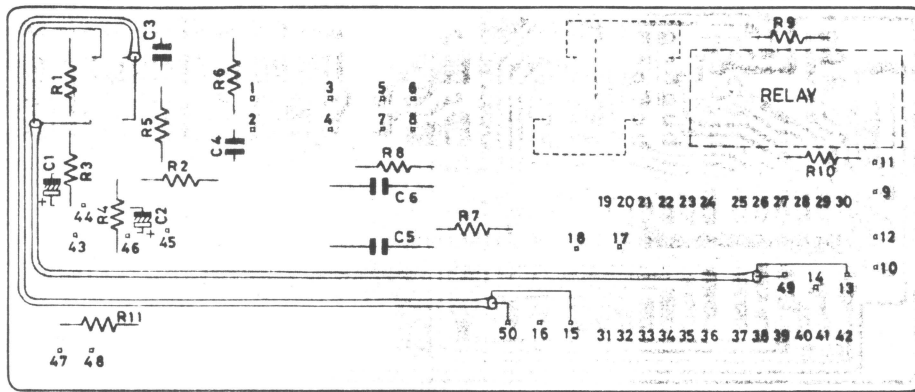 R9
C3
R6
R1
1 3 5 6
RELAY
R5
2 4 7 8
C4
R3
C1
R2
R8
R10
11
C6
9
44
R4
C2
19 20 21 22 23 24 25 26 27 28 29 30
R7
43 46 45
C5
18 17
12
10
49 14 13
R11
50 16 15
31 32 33 34 35 36 37 38 39 40 41 42
47 48